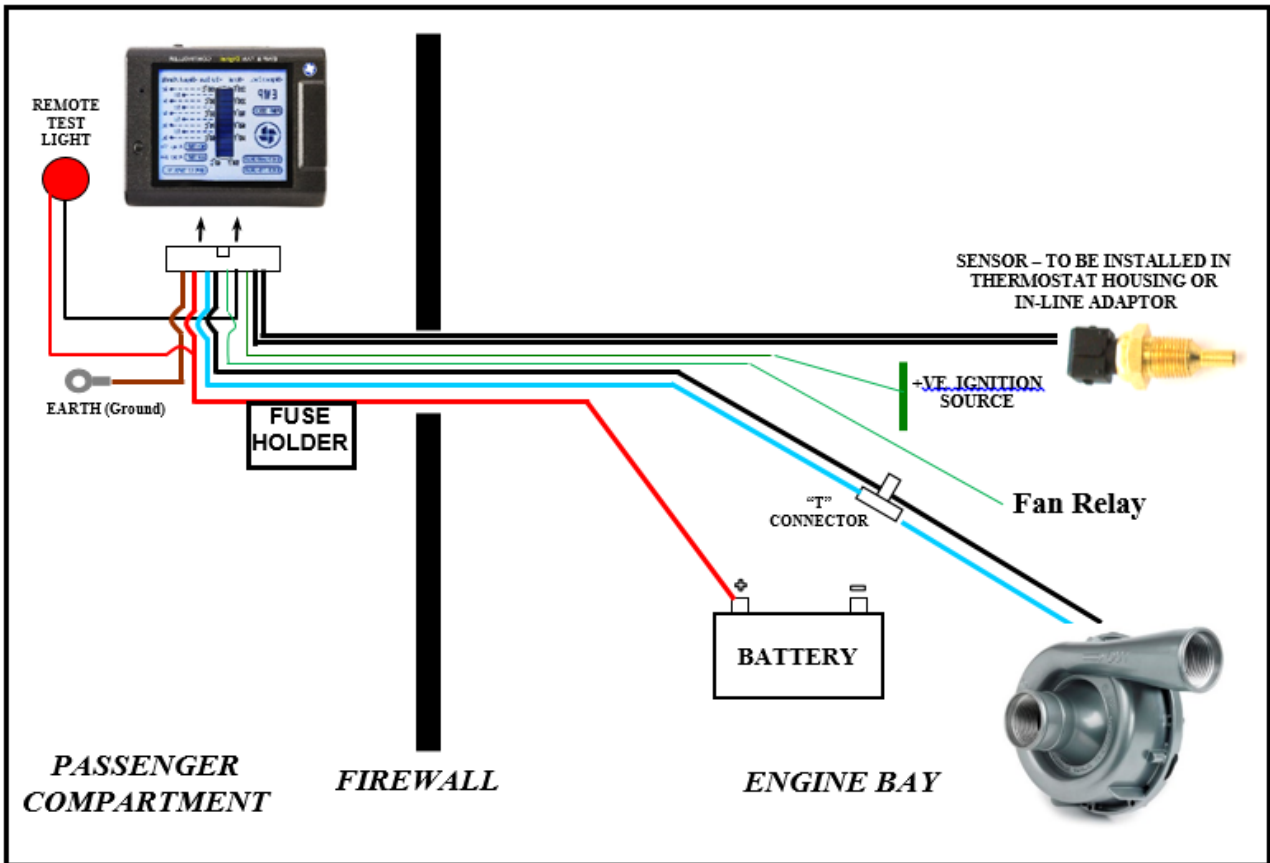 REMOTE
TEST
LIGHT
EMP
SENSOR – TO BE INSTALLED IN
THERMOSTAT HOUSING OR
IN-LINE ADAPTOR
+VE IGNITION
SOURCE
EARTH (Ground)
FUSE
HOLDER
Fan Relay
“T”
CONNECTOR
+
–
BATTERY
PASSENGER
COMPARTMENT
FIREWALL
ENGINE BAY